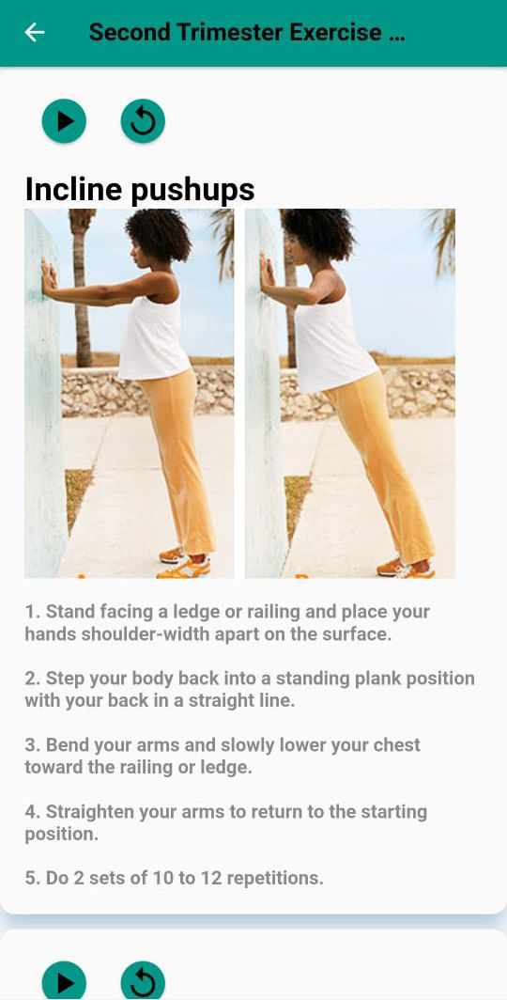 Second Trimester Exercise ...
Incline pushups
1. Stand facing a ledge or railing and place your
hands shoulder-width apart on the surface.
2. Step your body back into a standing plank position
with your back in a straight line.
3. Bend your arms and slowly lower your chest
toward the railing or ledge.
4. Straighten your arms to return to the starting
position.
5. Do 2 sets of 10 to 12 repetitions.